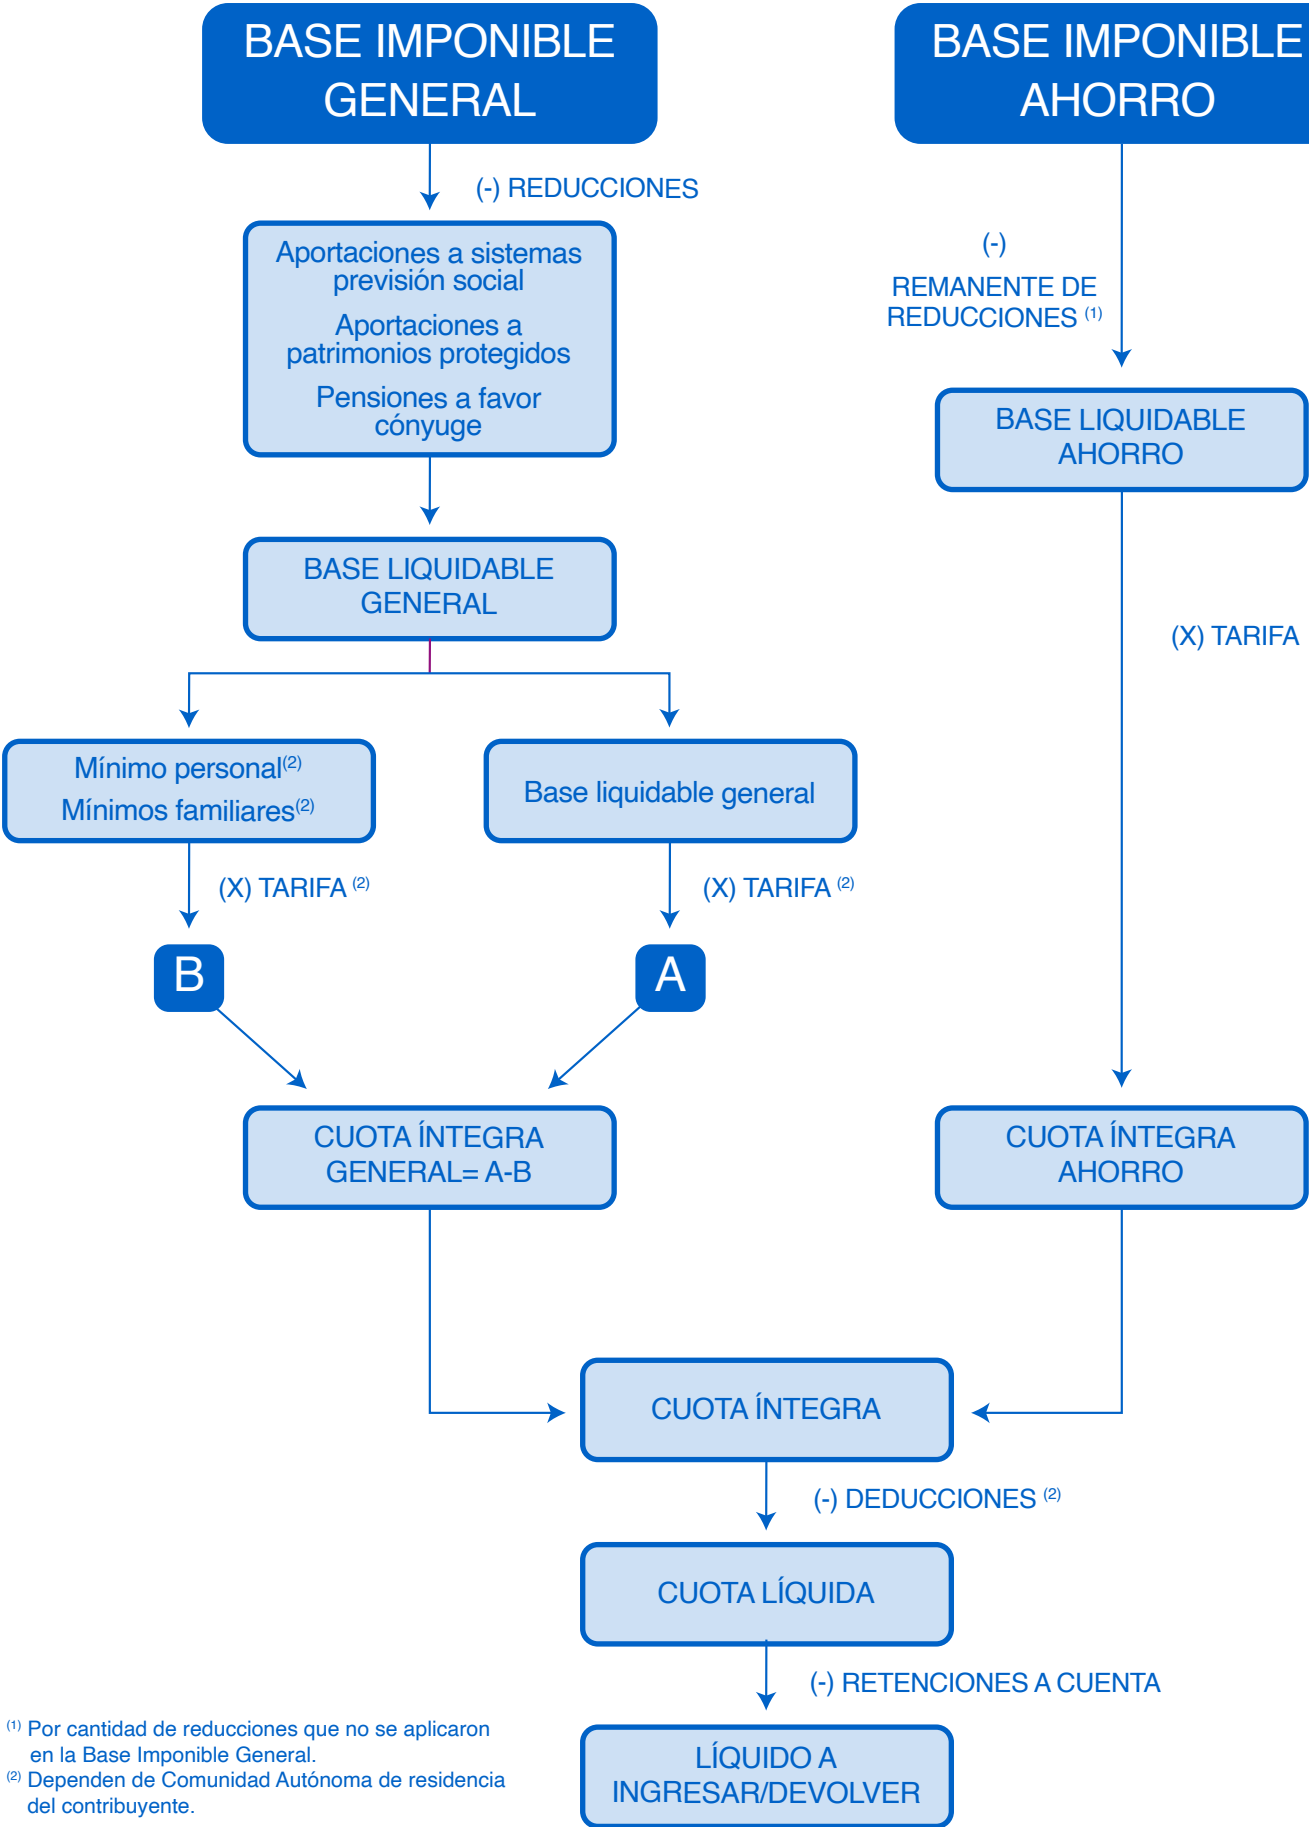 BASE IMPONIBLE
GENERAL
BASE IMPONIBLE
AHORRO
(-) REDUCCIONES
Aportaciones a sistemas
previsión social
Aportaciones a
patrimonios protegidos
Pensiones a favor
cónyuge
(-)
REMANENTE DE
REDUCCIONES (1)
BASE LIQUIDABLE
AHORRO
BASE LIQUIDABLE
GENERAL
(X) TARIFA
Mínimo personal(2)
Mínimos familiares(2)
Base liquidable general
(X) TARIFA (2)
(X) TARIFA (2)
B
A
CUOTA ÍNTEGRA
GENERAL= A-B
CUOTA ÍNTEGRA
AHORRO
CUOTA ÍNTEGRA
(-) DEDUCCIONES (2)
CUOTA LÍQUIDA
(-) RETENCIONES A CUENTA
LÍQUIDO A
INGRESAR/DEVOLVER
(1) Por cantidad de reducciones que no se aplicaron
en la Base Imponible General.
(2) Dependen de Comunidad Autónoma de residencia
del contribuyente.